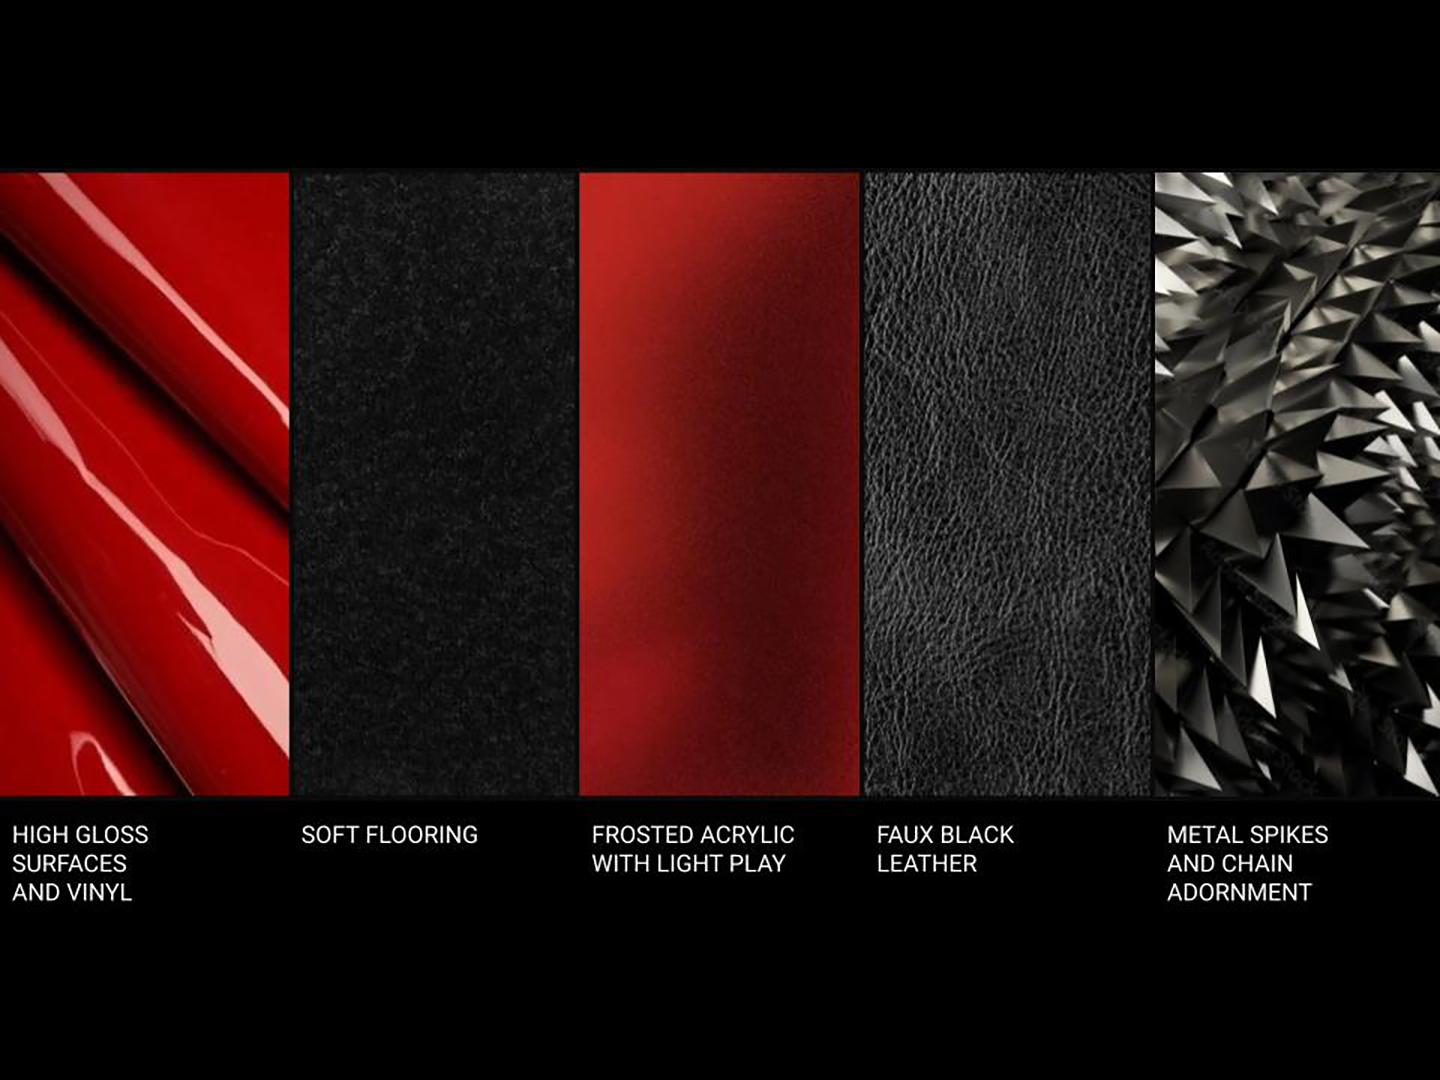 HIGH GLOSS
SURFACES
AND VINYL
SOFT FLOORING
FROSTED ACRYLIC
WITH LIGHT PLAY
FAUX BLACK
LEATHER
METAL SPIKES
AND CHAIN
ADORNMENT